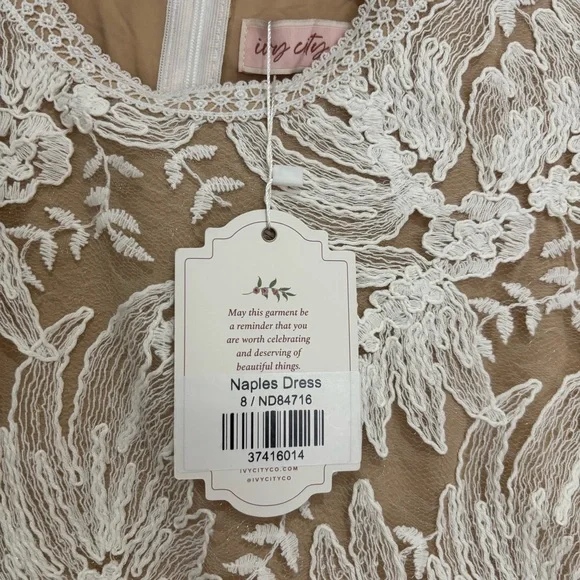 ivy city
May this garment be
a reminder that you
are worth celebrating
and deserving of
beautiful things.
Naples Dress
8 / ND84716
37416014
IVYCITYCO.COM
@IVYCITYCO